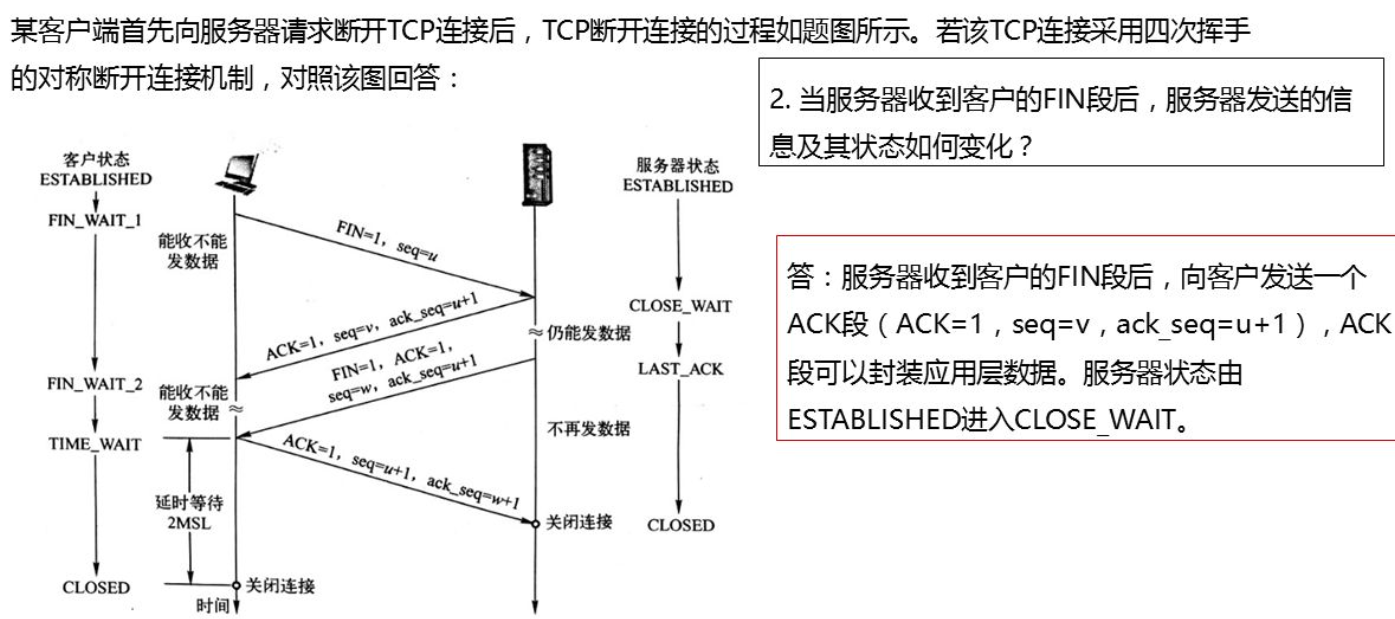 某客户端首先向服务器请求断开TCP连接后，TCP断开连接的过程如题图所示。若该TCP连接采用四次挥手
的对称断开连接机制，对照该图回答：
2. 当服务器收到客户的FIN段后，服务器发送的信
息及其状态如何变化？
客户状态
ESTABLISHED
服务器状态
ESTABLISHED
FIN_WAIT_1
能收不能
发数据
FIN=1，seq=u
CLOSE_WAIT
ACK=1，seq=v，ack_seq=u+1
仍能发数据
FIN=1，ACK=1，
seq=w，ack_seq=u+1
LAST_ACK
FIN_WAIT_2
能收不能
发数据
不再发数据
TIME_WAIT
ACK=1，seq=u+1，ack_seq=w+1
延时等待
2MSL
关闭连接
CLOSED
CLOSED
关闭连接
时间
答：服务器收到客户的FIN段后，向客户发送一个
ACK段（ACK=1，seq=v，ack_seq=u+1），ACK
段可以封装应用层数据。服务器状态由
ESTABLISHED进入CLOSE_WAIT。